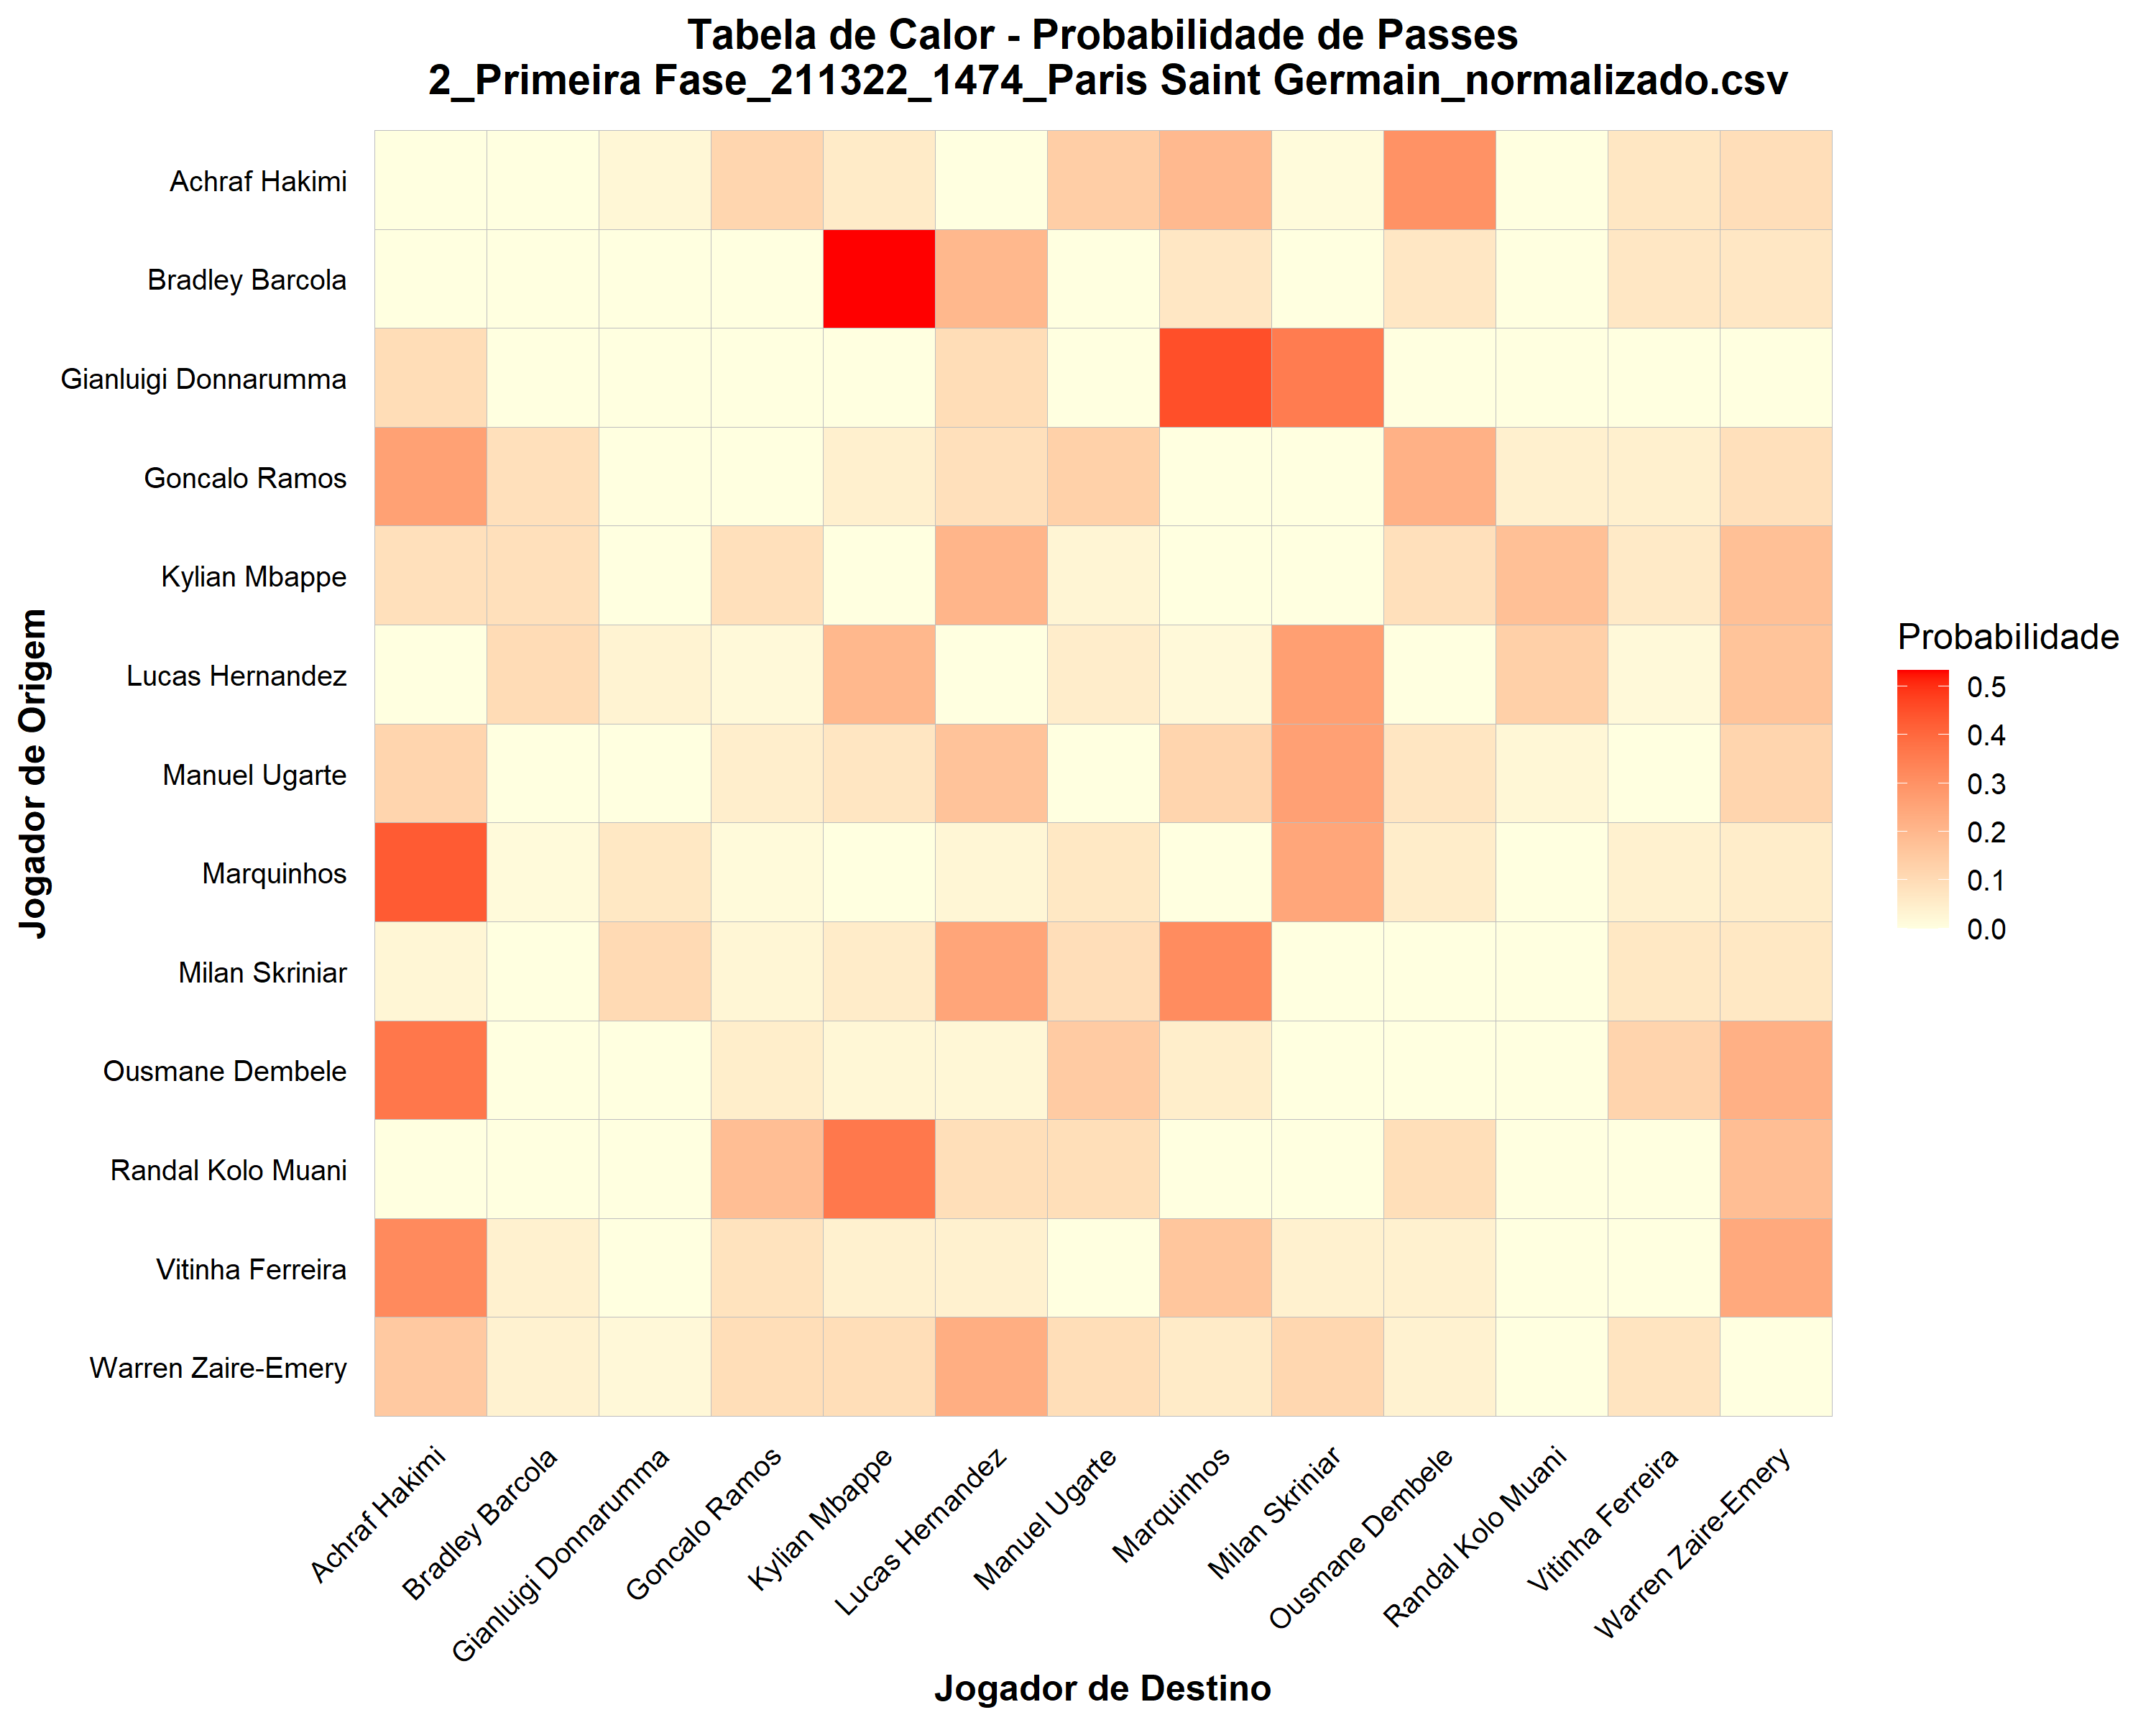 Tabela de Calor - Probabilidade de Passes
2_Primeira Fase_211322_1474_Paris Saint Germain_normalizado.csv
Jogador de Origem
Achraf Hakimi
Bradley Barcola
Gianluigi Donnarumma
Goncalo Ramos
Kylian Mbappe
Lucas Hernandez
Manuel Ugarte
Marquinhos
Milan Skriniar
Ousmane Dembele
Randal Kolo Muani
Vitinha Ferreira
Warren Zaire-Emery
Achraf Hakimi
Bradley Barcola
Gianluigi Donnarumma
Goncalo Ramos
Kylian Mbappe
Lucas Hernandez
Manuel Ugarte
Marquinhos
Milan Skriniar
Ousmane Dembele
Randal Kolo Muani
Vitinha Ferreira
Warren Zaire-Emery
Jogador de Destino
Probabilidade
0.5
0.4
0.3
0.2
0.1
0.0